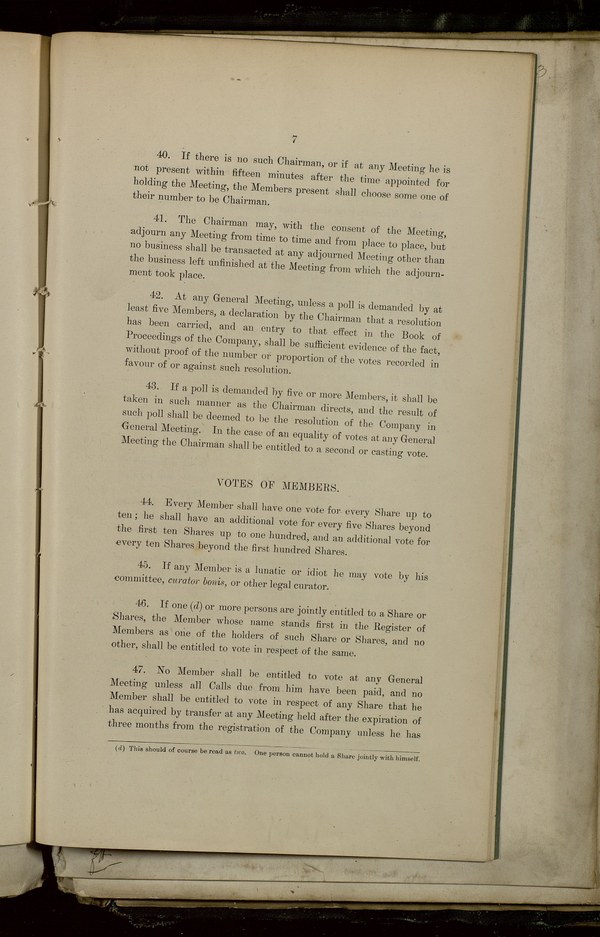 7
40. If there is no such Chairman, or if at any Meeting he is
not present within fifteen minutes after the time appointed for
holding the Meeting, the Members present shall choose some one of
their number to be Chairman.
41. The Chairman may, with the consent of the Meeting,
adjourn any Meeting from time to time and from place to place, but
no business shall be transacted at any adjourned Meeting other than
the business left unfinished at the Meeting from which the adjourn-
ment took place.
42. At any General Meeting, unless a poll is demanded by at
least five Members, a declaration by the Chairman that a resolution
has been carried, and an entry to that effect in the Book of
Proceedings of the Company, shall be sufficient evidence of the fact,
without proof of the number or proportion of the votes recorded in
favour of or against such resolution.
43. If a poll is demanded by five or more Members, it shall be
taken in such manner as the Chairman directs, and the result of
such poll shall be deemed to be the resolution of the Company in
General Meeting. In the case of an equality of votes at any General
Meeting the Chairman shall be entitled to a second or casting vote.
VOTES OF MEMBERS.
44. Every Member shall have one vote for every Share up to
ten; he shall have an additional vote for every five Shares beyond
the first ten Shares up to one hundred, and an additional vote for
every ten Shares beyond the first hundred Shares.
45. If any Member is a lunatic or idiot he may vote by his
committee, curator bonis, or other legal curator.
46. If one (d) or more persons are jointly entitled to a Share or
Shares, the Member whose name stands first in the Register of
Members as one of the holders of such Share or Shares, and no
other, shall be entitled to vote in respect of the same.
47. No Member shall be entitled to vote at any General
Meeting unless all Calls due from him have been paid, and no
Member shall be entitled to vote in respect of any Share that he
has acquired by transfer at any Meeting held after the expiration of
three months from the registration of the Company unless he has
(d) This should of course be read as two. One person cannot hold a Share jointly with himself.